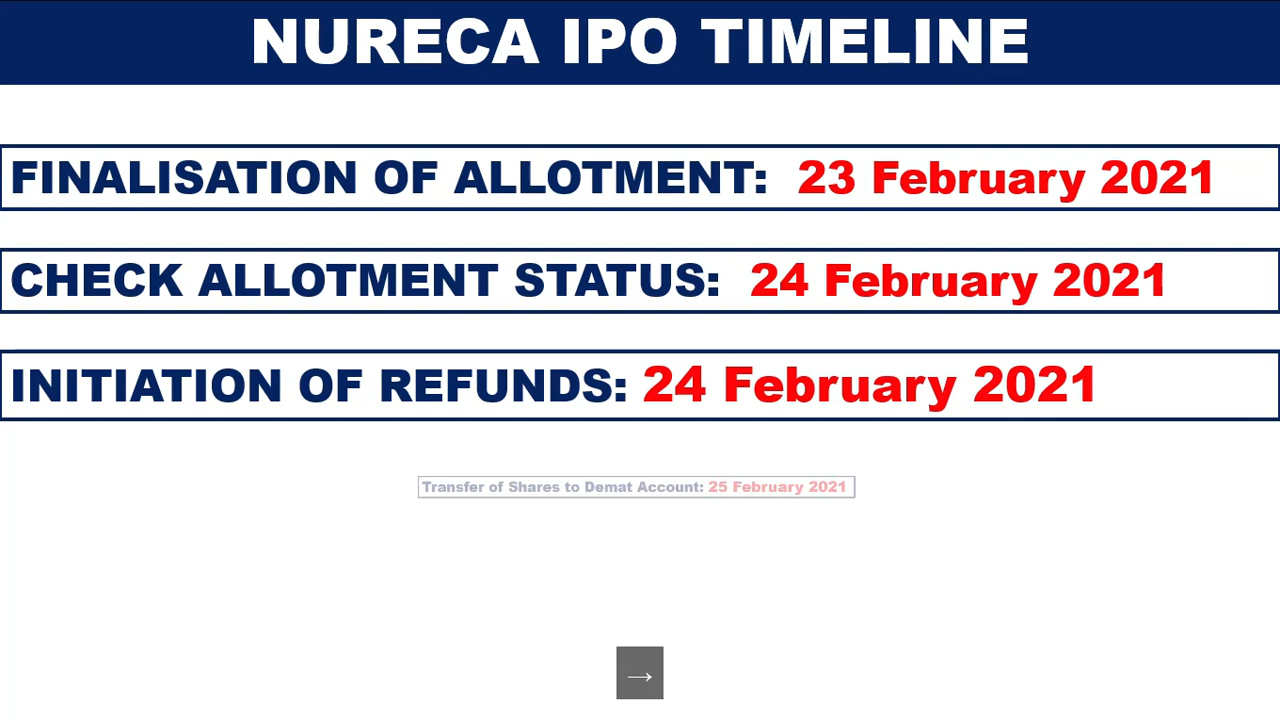 NURECA IPO TIMELINE
FINALISATION OF ALLOTMENT: 23 February 2021
CHECK ALLOTMENT STATUS: 24 February 2021
INITIATION OF REFUNDS: 24 February 2021
Transfer of Shares to Demat Account: 25 February 2021
→